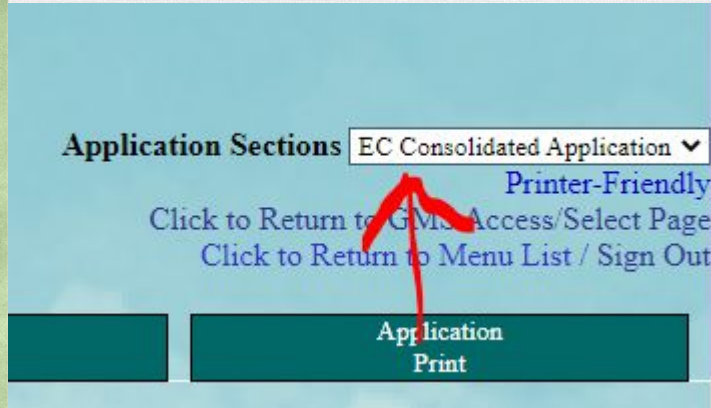 Application Sections EC Consolidated Application
Printer-Friendly
Click to Return to GMS Access/Select Page
Click to Return to Menu List / Sign Out
Application
Print